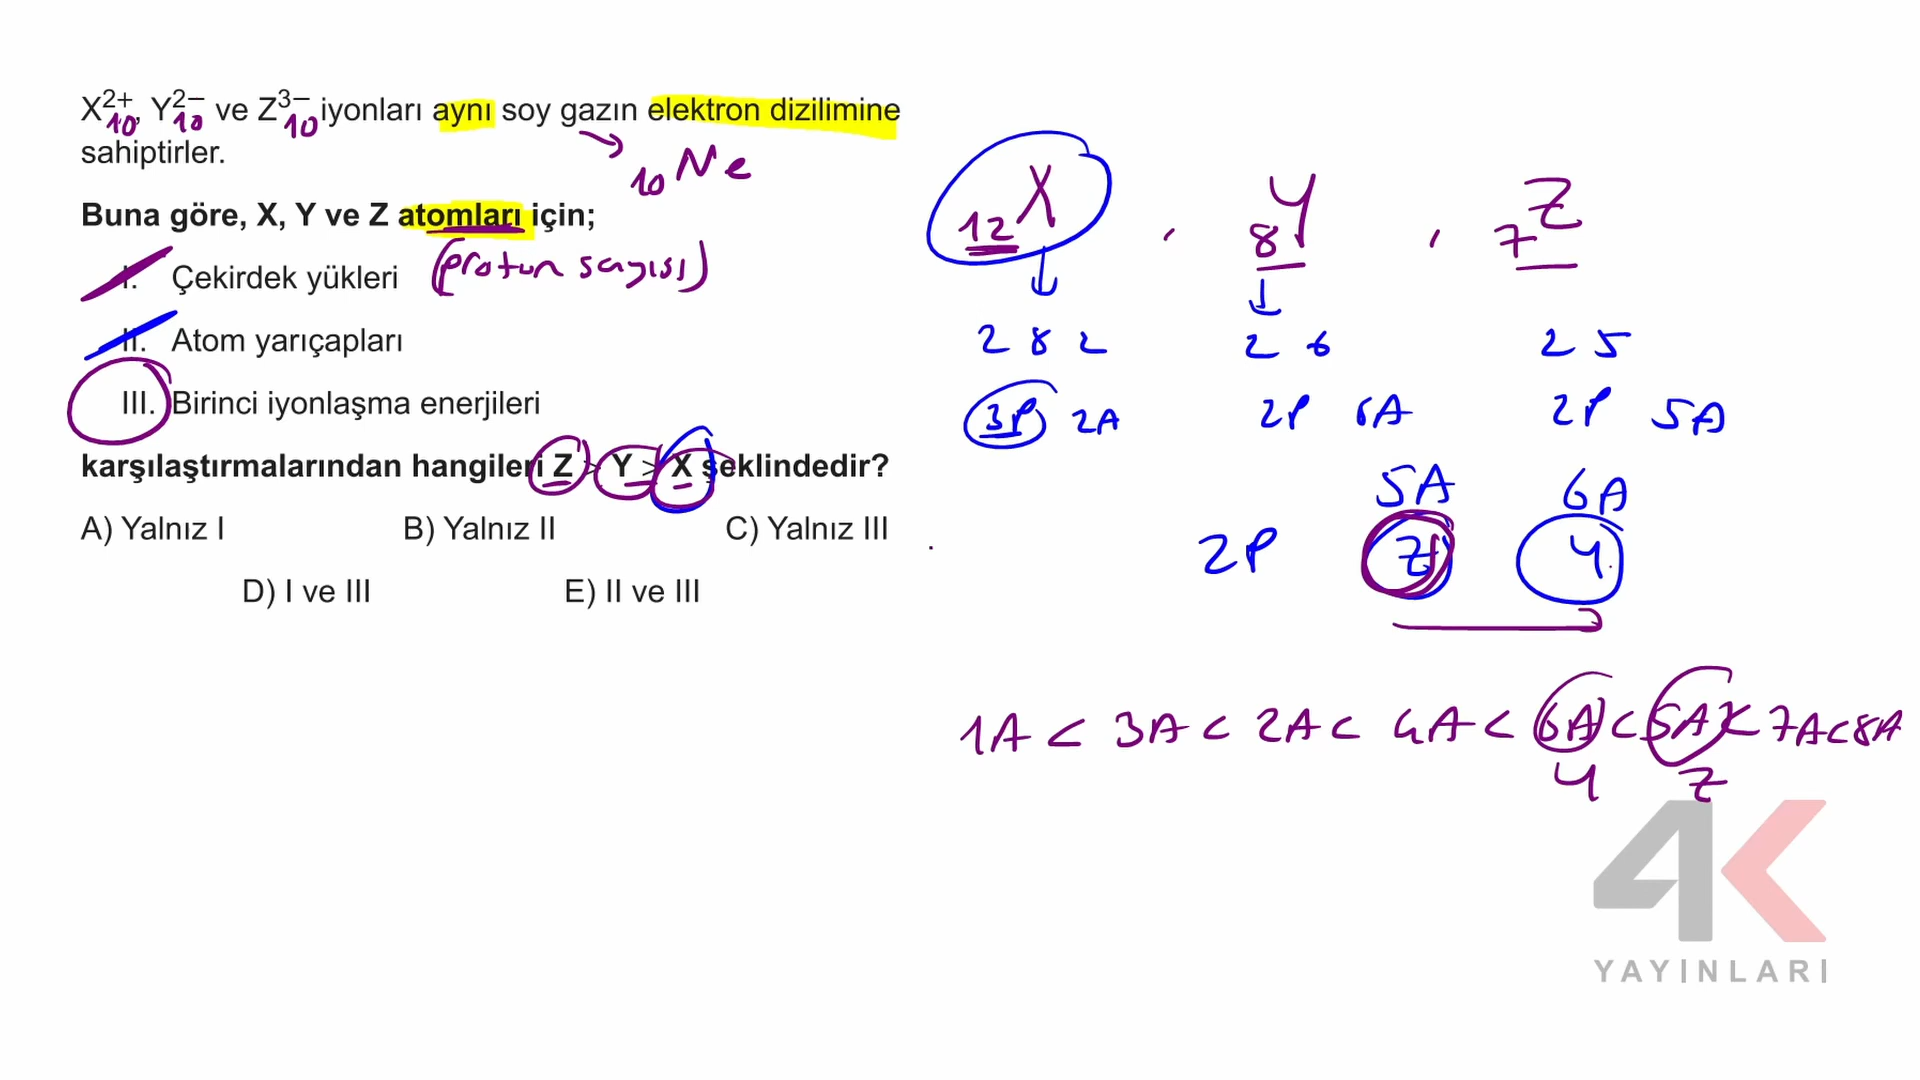 X2+, Y2– ve Z3– iyonları aynı soy gazın elektron dizilimine
10 10 10
sahiptirler.
10Ne
Buna göre, X, Y ve Z atomları için;
I. Çekirdek yükleri (proton sayısı)
II. Atom yarıçapları
III. Birinci iyonlaşma enerjileri
karşılaştırmalarından hangileri Z > Y > X şeklindedir?
A) Yalnız I B) Yalnız II C) Yalnız III
D) I ve III E) II ve III
12X , 8Y , 7Z
2 8 2 2 6 2 5
3P 2A 2P 6A 2P 5A
5A 6A
2P Z Y
1A < 3A < 2A < 4A < 6A < 5A < 7A < 8A
Y Z
4K
YAYINLARI